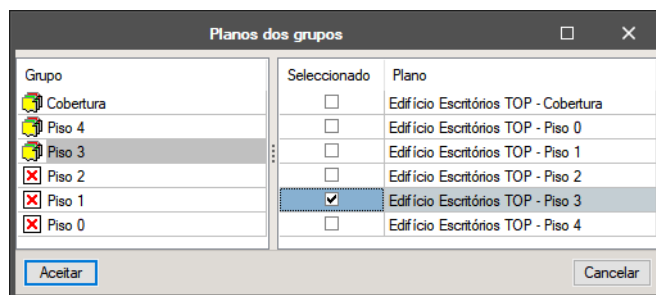 Planos dos grupos
Grupo
Cobertura
Piso 4
Piso 3
Piso 2
Piso 1
Piso 0
Seleccionado Plano
Edifício Escritórios TOP - Cobertura
Edifício Escritórios TOP - Piso 0
Edifício Escritórios TOP - Piso 1
Edifício Escritórios TOP - Piso 2
Edifício Escritórios TOP - Piso 3
Edifício Escritórios TOP - Piso 4
Aceitar Cancelar